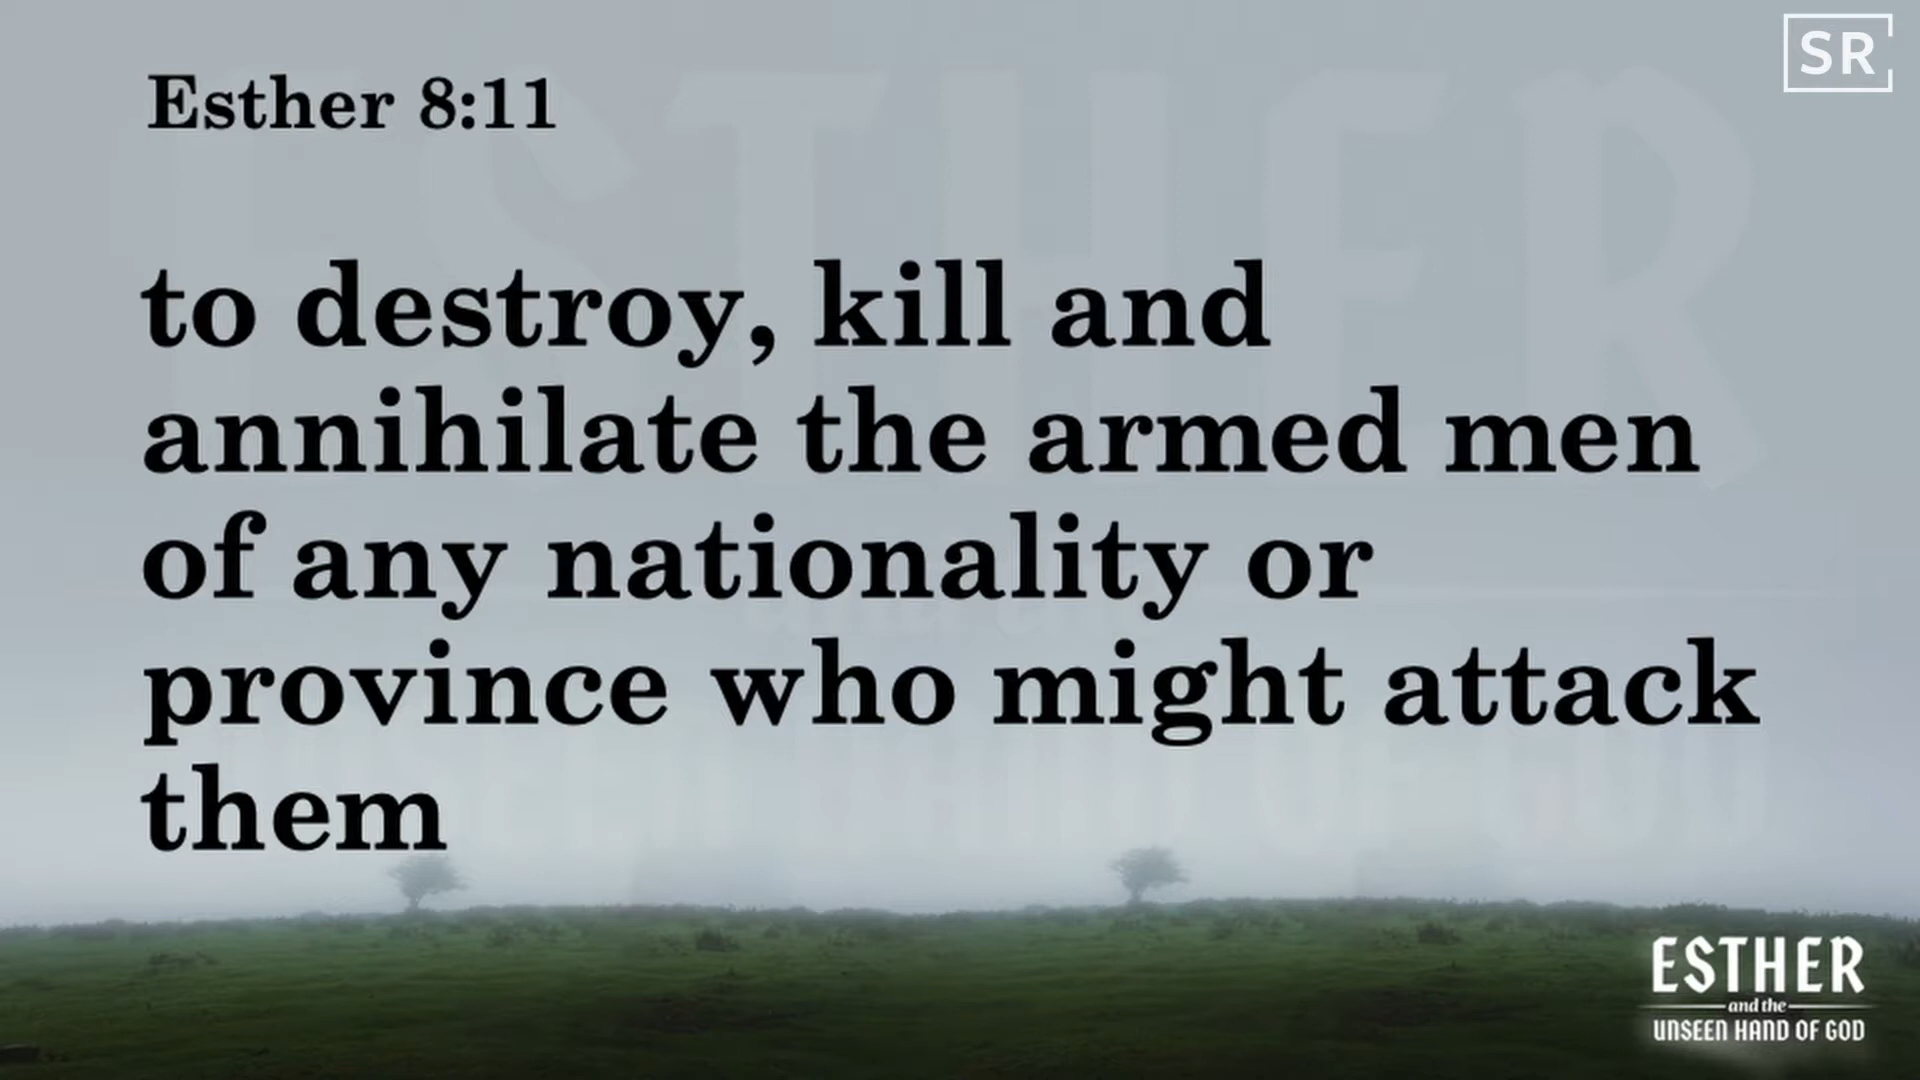 SR
Esther 8:11
to destroy, kill and
annihilate the armed men
of any nationality or
province who might attack
them
ESTHER
and the
UNSEEN HAND OF GOD